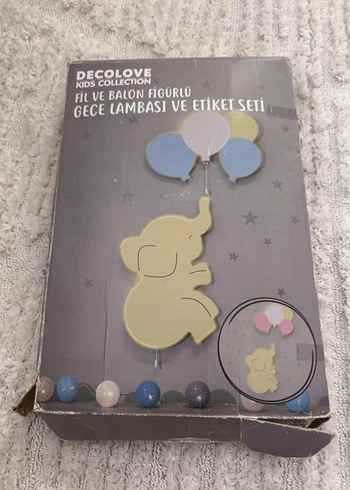 DECOLOVE
KIDS COLLECTION
FİL VE BALON FİGÜRLÜ
GECE LAMBASI VE ETİKET SETİ